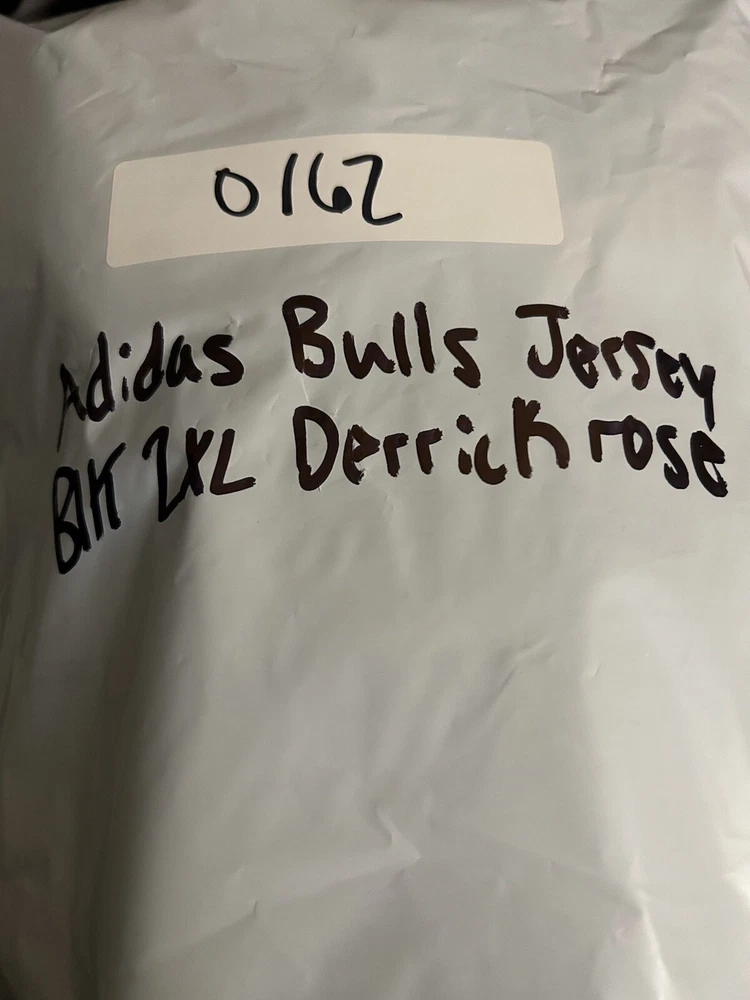 0162
Adidas Bulls Jersey
Blk 2XL Derrick rose